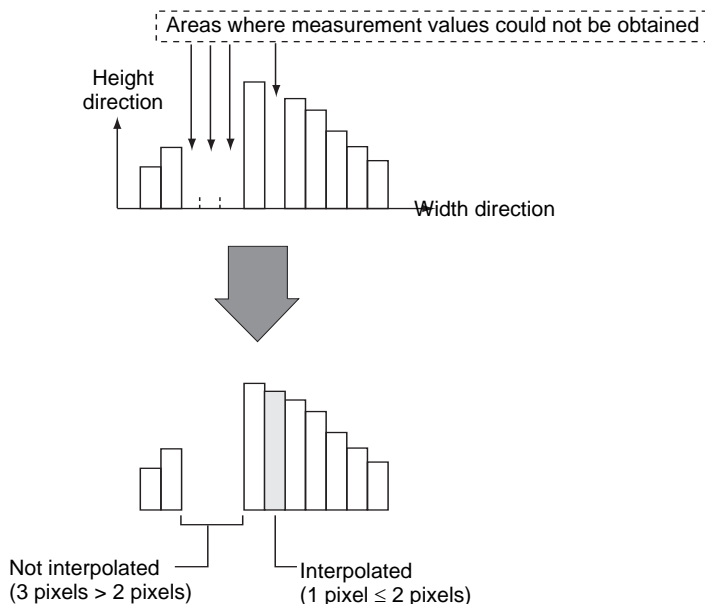 Areas where measurement values could not be obtained
Height
direction
Width direction
Not interpolated
(3 pixels > 2 pixels)
Interpolated
(1 pixel ≤ 2 pixels)